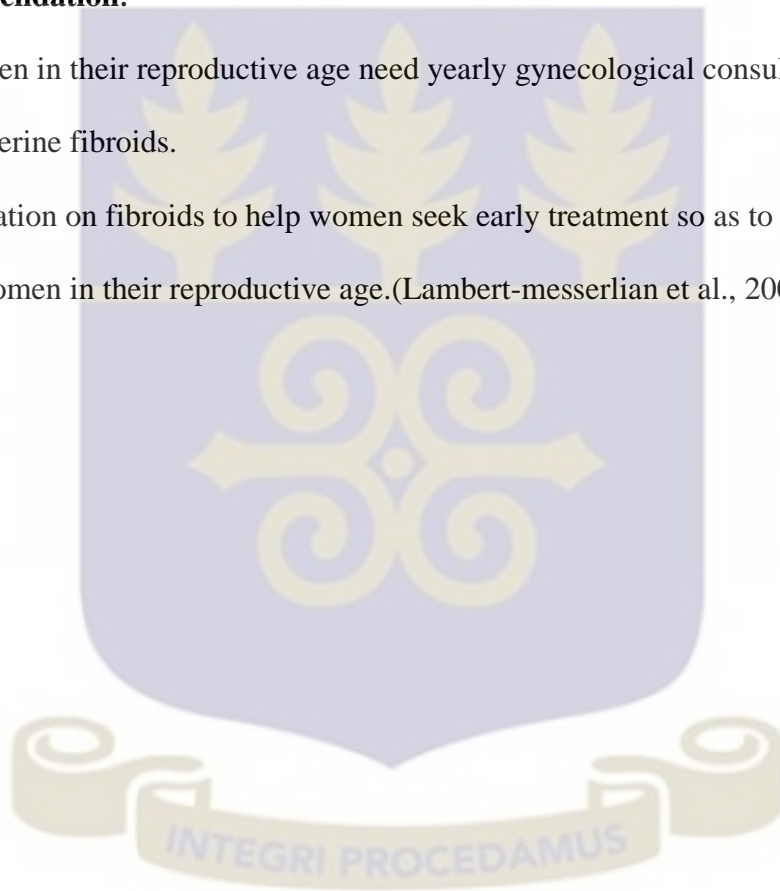 endation:
en in their reproductive age need yearly gynecological consul
erine fibroids.
ation on fibroids to help women seek early treatment so as to
omen in their reproductive age.(Lambert-messerlian et al., 200
INTEGRI PROCEDAMUS